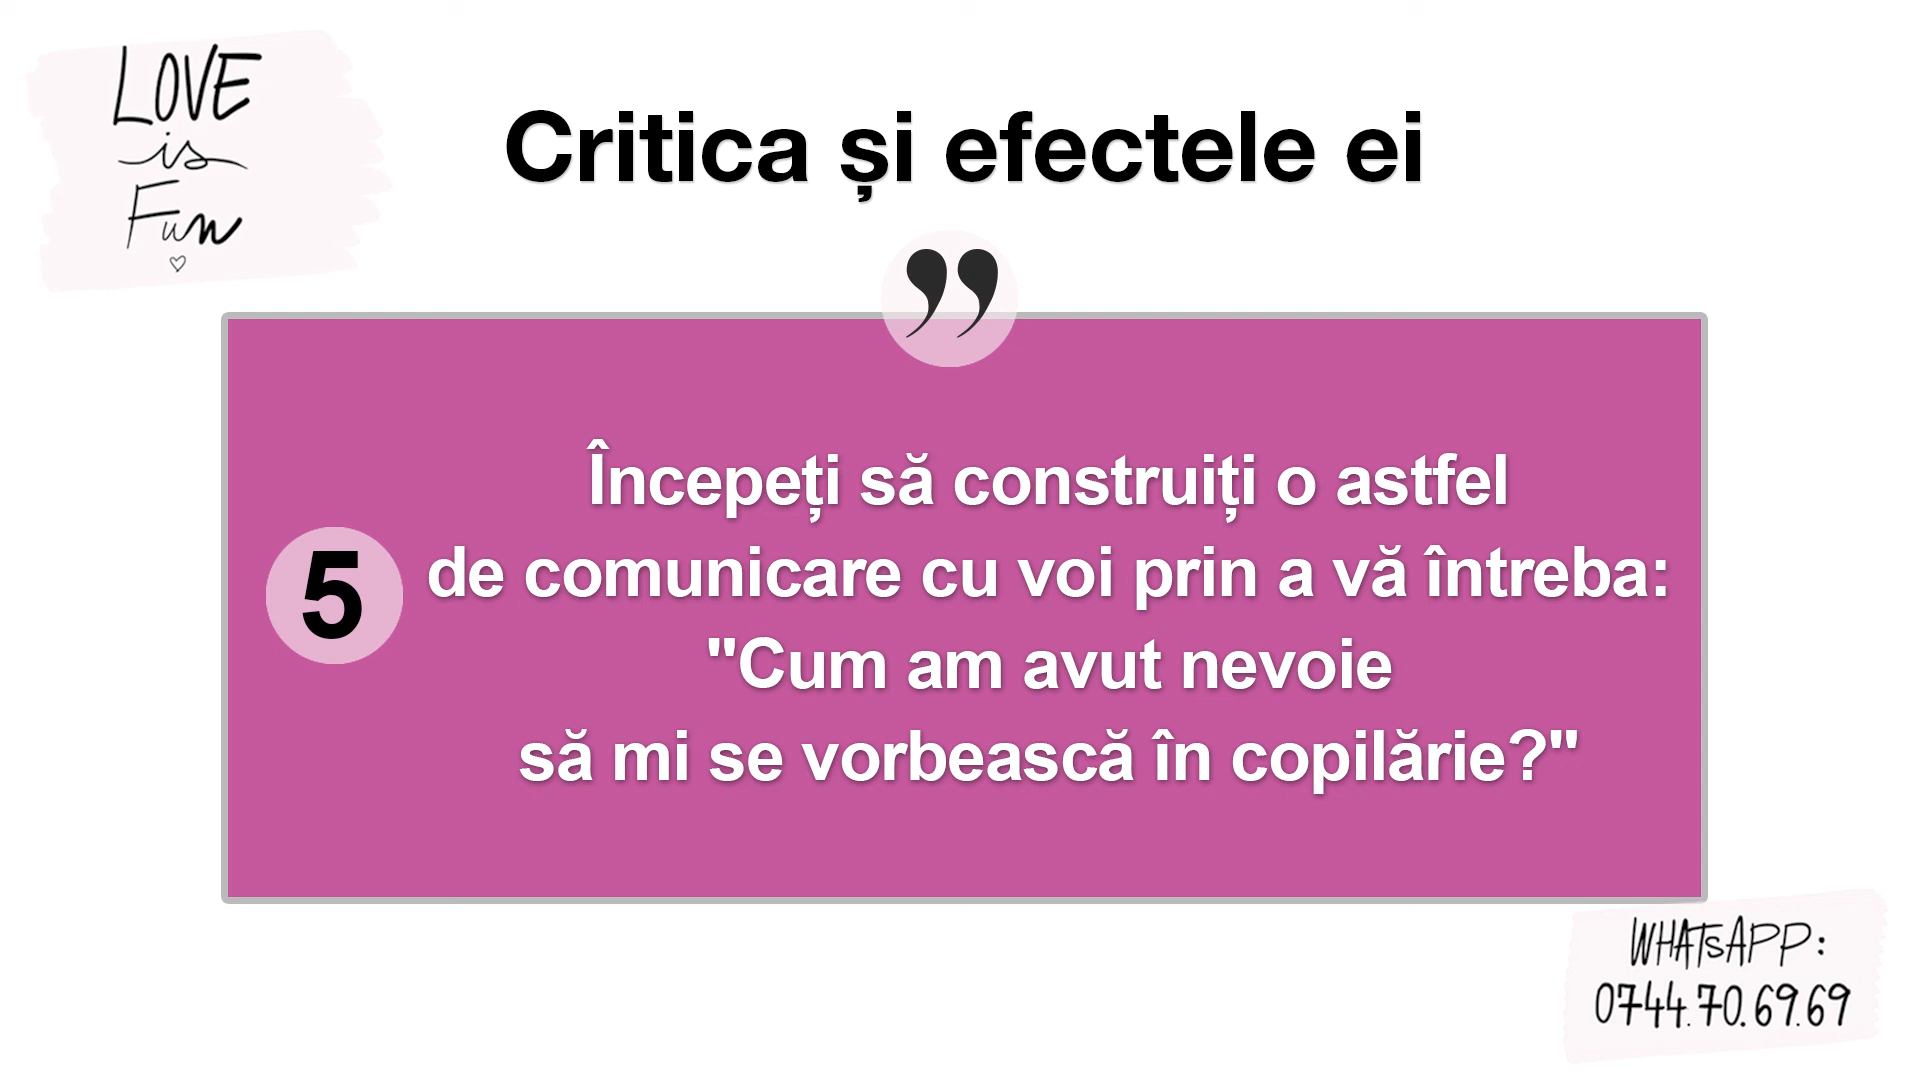 LOVE
is
Fun
Critica și efectele ei
”
Începeți să construiți o astfel
5
de comunicare cu voi prin a vă întreba:
"Cum am avut nevoie
să mi se vorbească în copilărie?"
WHATsAPP:
0744.70.69.69